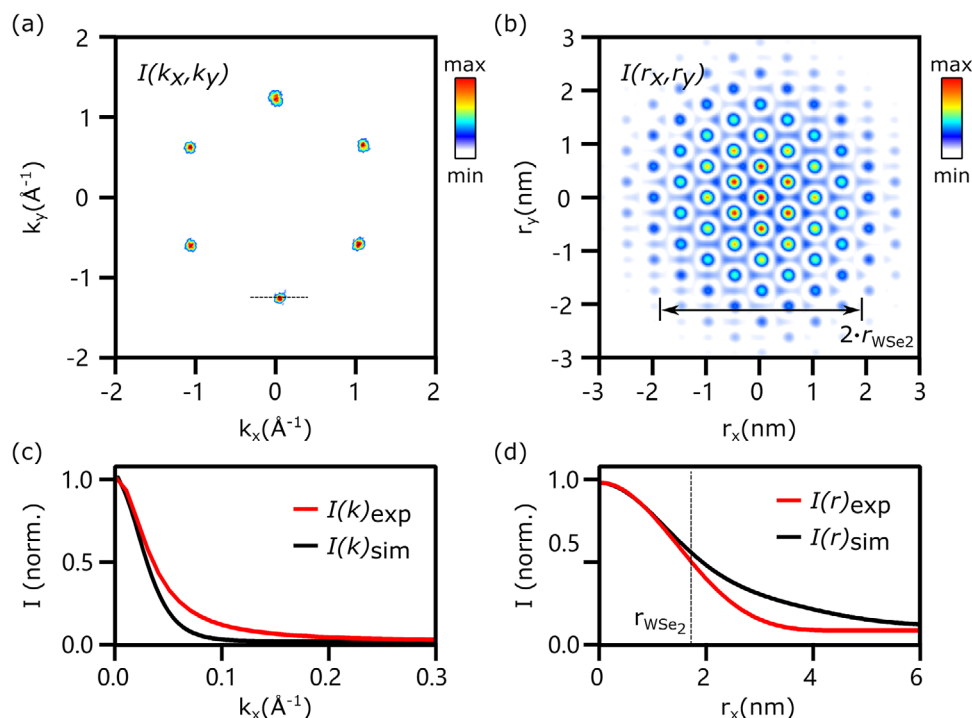 (a)
I(kx,ky)
max
min
2
1
0
-1
-2
ky(Å-1)
-2
-1
0
1
2
kx(Å-1)
(b)
I(rx,ry)
max
min
3
2
1
0
-1
-2
-3
ry(nm)
2·rWSe2
-3
-2
-1
0
1
2
3
rx(nm)
(c)
1.0
0.5
0.0
I (norm.)
I(k)exp
I(k)sim
0.0
0.1
0.2
0.3
kx(Å-1)
(d)
1.0
0.5
0.0
I (norm.)
I(r)exp
I(r)sim
rWSe2
0
2
4
6
rx(nm)